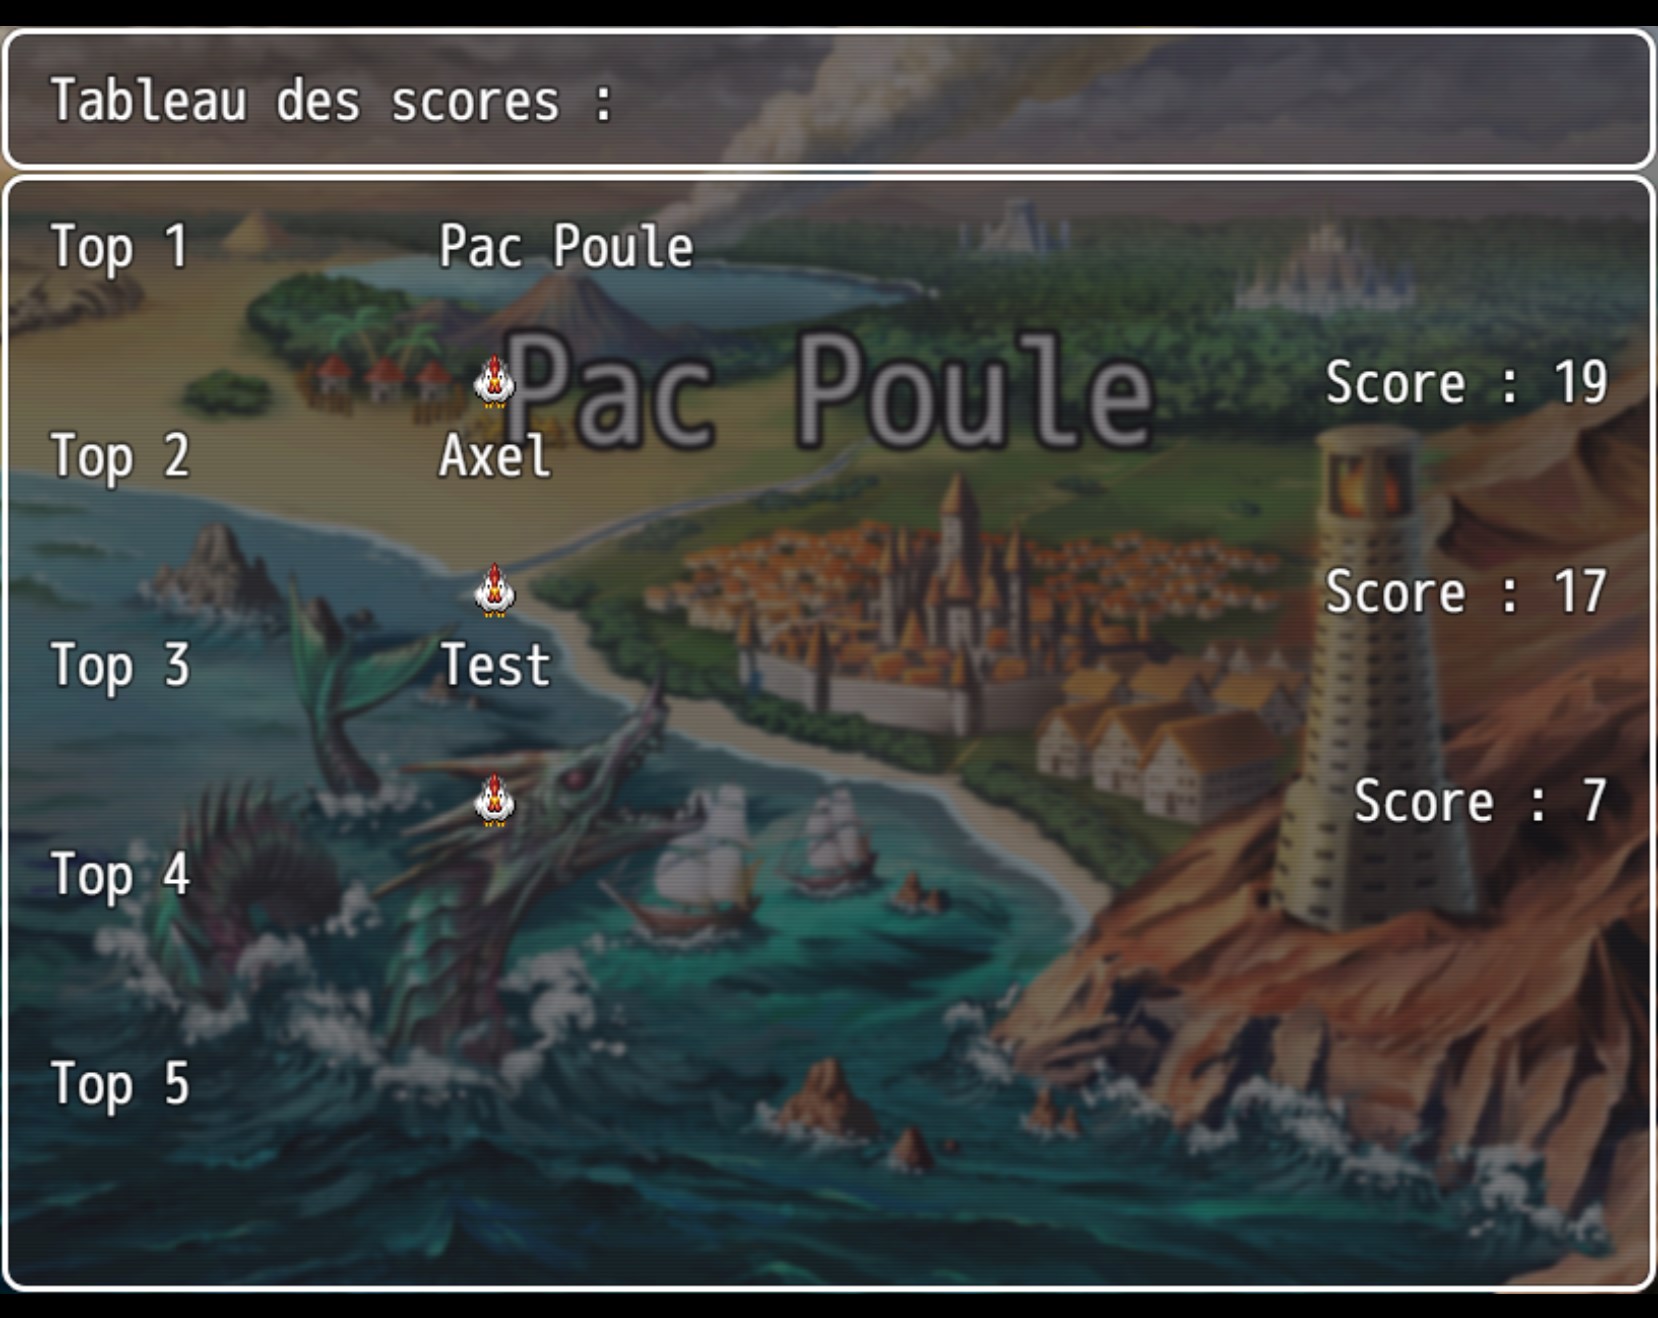 Tableau des scores :
Top 1 Pac Poule
Pac Poule
Score : 19
Top 2 Axel
Score : 17
Top 3 Test
Score : 7
Top 4
Top 5